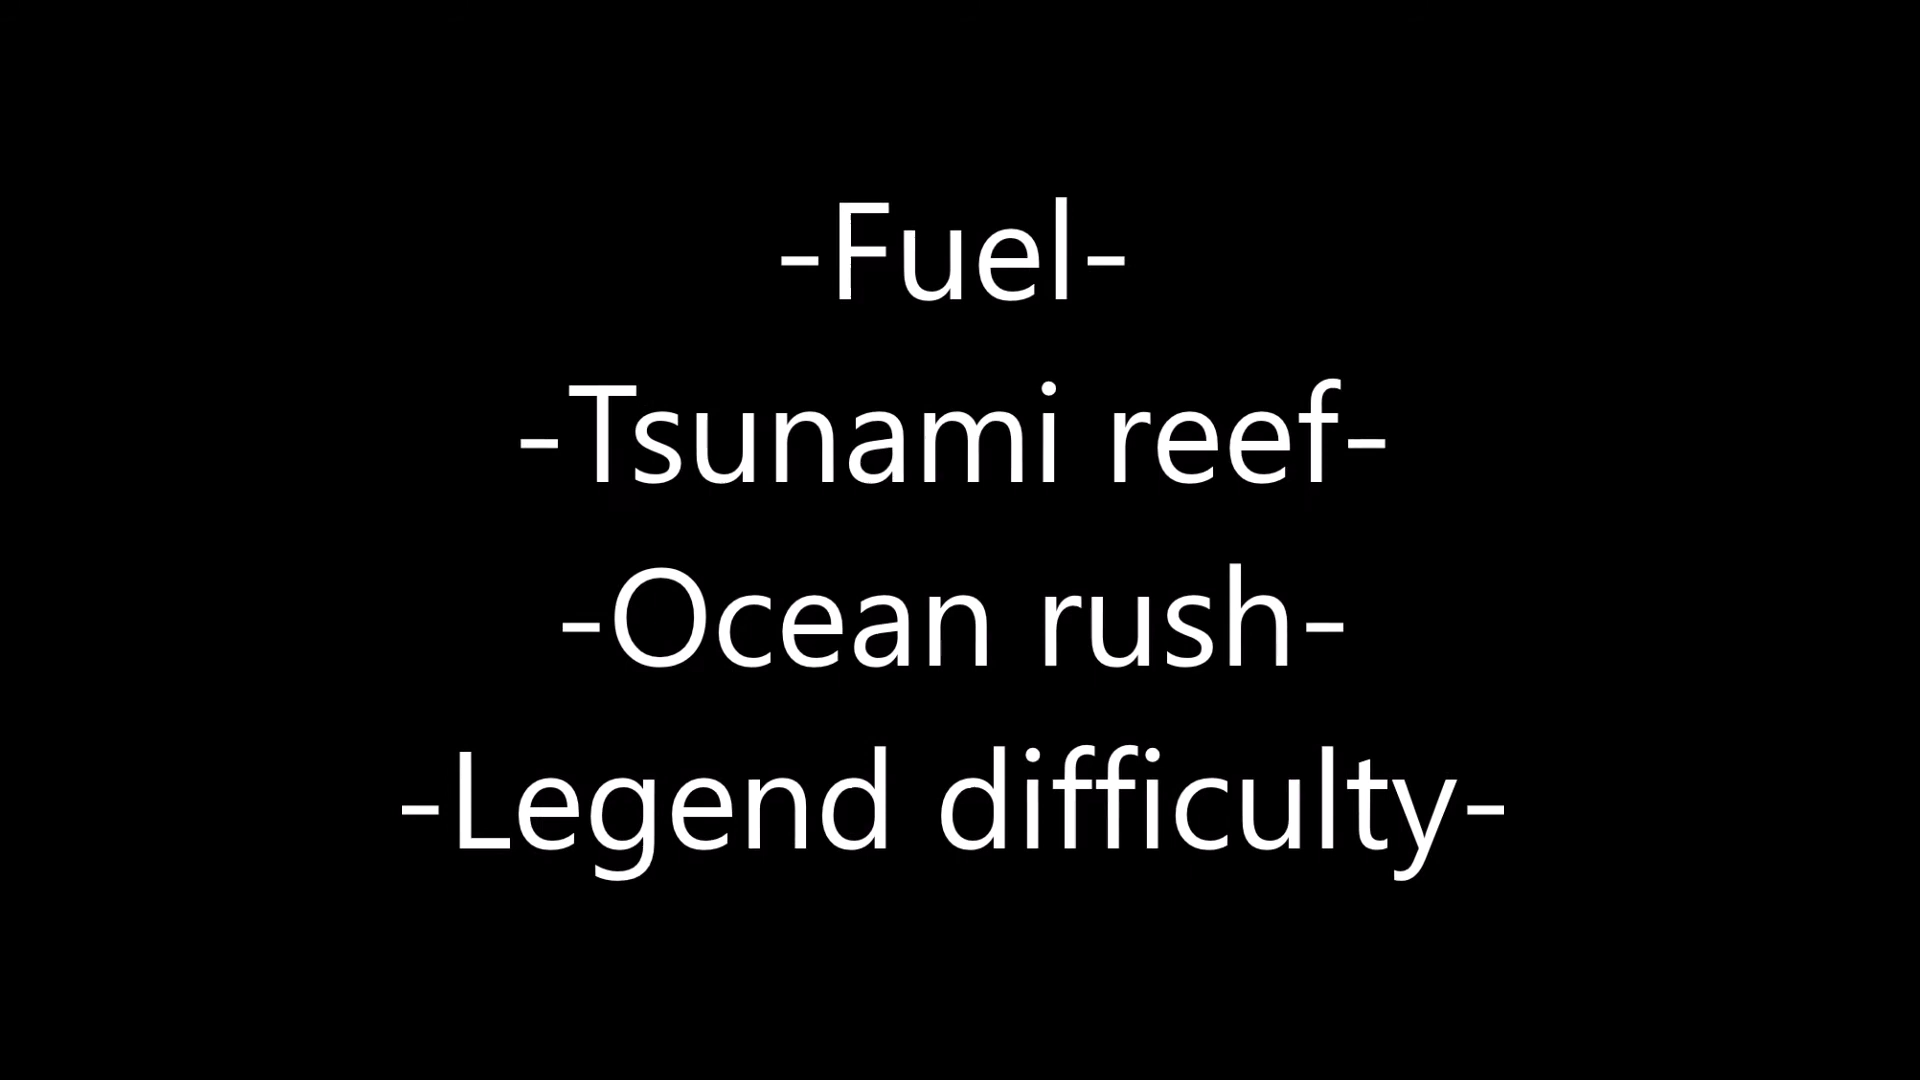 -Fuel-
-Tsunami reef-
-Ocean rush-
-Legend difficulty-